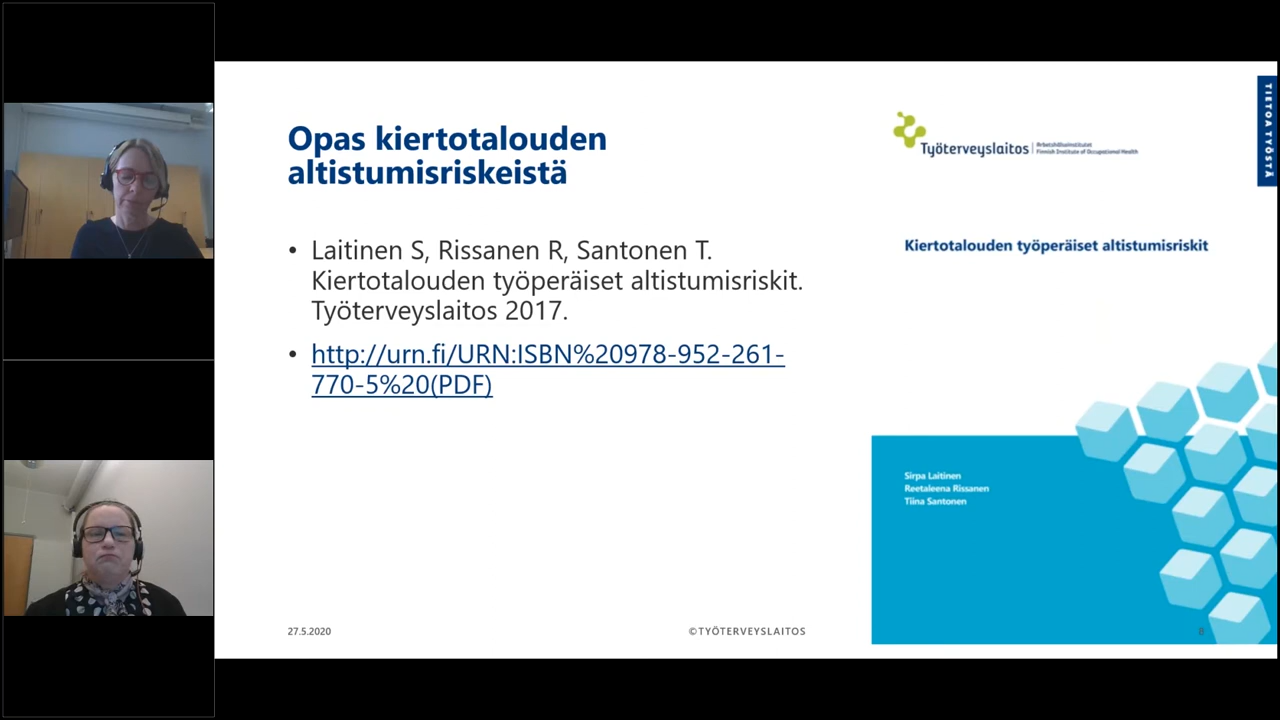 Opas kiertotalouden
altistumisriskeistä
• Laitinen S, Rissanen R, Santonen T.
Kiertotalouden työperäiset altistumisriskit.
Työterveyslaitos 2017.
• http://urn.fi/URN:ISBN%20978-952-261-
770-5%20(PDF)
27.5.2020
©TYÖTERVEYSLAITOS
8
TIETOA TYÖSTÄ
Työterveyslaitos
Arbetshälsoinstitutet
Finnish Institute of Occupational Health
Kiertotalouden työperäiset altistumisriskit
Sirpa Laitinen
Reetaleena Rissanen
Tiina Santonen